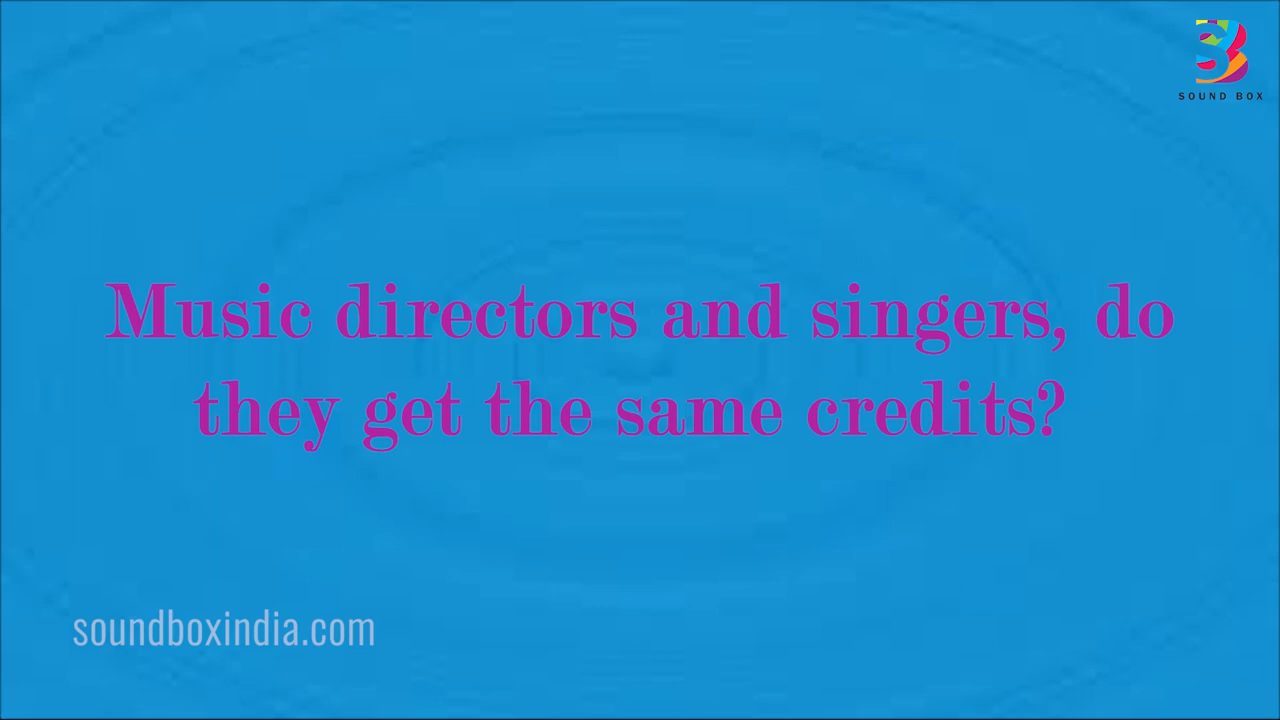 SOUND BOX
Music directors and singers, do
they get the same credits?
soundboxindia.com